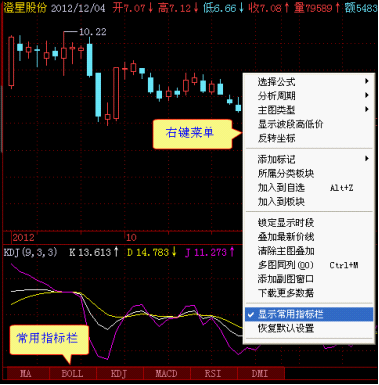 澄星股份 2012/12/04 开7.07↓ 高7.12↓ 低6.66↓ 收7.08↑ 量79589↑ 额5483
10.22
选择公式
分析周期
主图类型
显示波段高低价
反转坐标
右键菜单
添加标记
所属分类板块
加入到自选 Alt+Z
加入到板块
锁定显示时段
叠加最新价线
清除主图叠加
多图同列(@O) Ctrl+M
添加副图窗口
下载更多数据
显示常用指标栏
恢复默认设置
2012 10
KDJ(9,3,3) K 13.613↑ D 14.783↓ J 11.273↑
常用指标栏
MA BOLL KDJ MACD RSI DMI